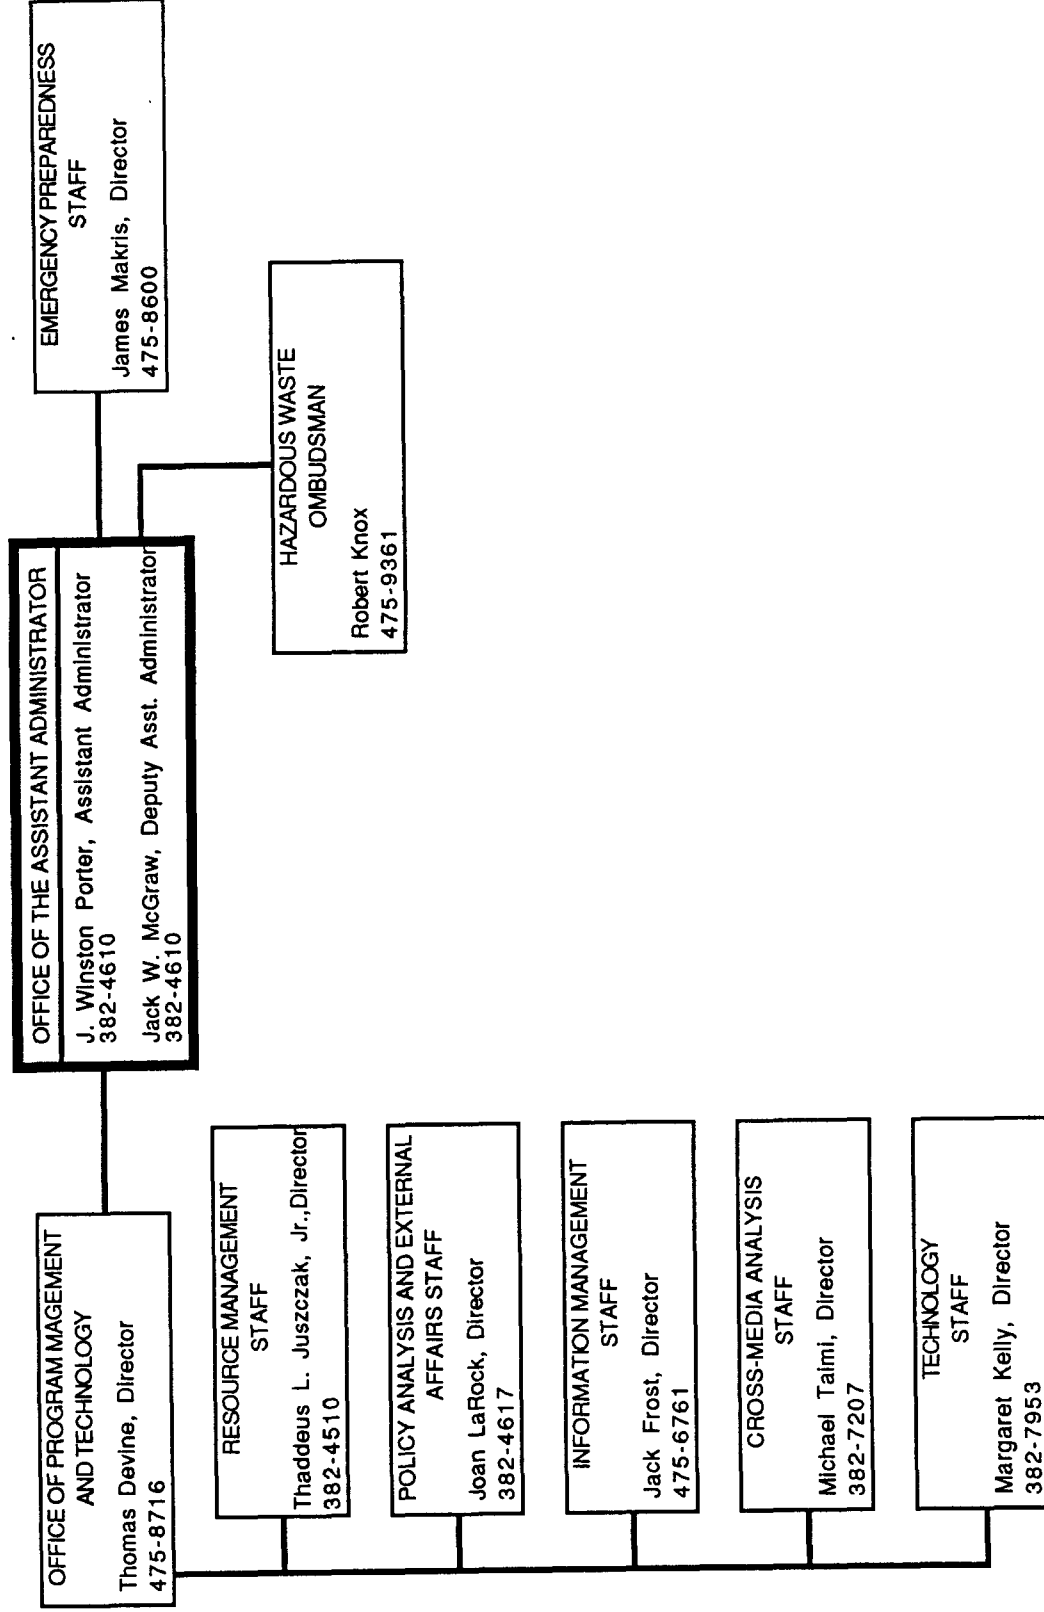 OFFICE OF THE ASSISTANT ADMINISTRATOR
J. Winston Porter, Assistant Administrator
382-4610
Jack W. McGraw, Deputy Asst. Administrator
382-4610
EMERGENCY PREPAREDNESS
STAFF
James Makris, Director
475-8600
HAZARDOUS WASTE
OMBUDSMAN
Robert Knox
475-9361
OFFICE OF PROGRAM MAGEMENT
AND TECHNOLOGY
Thomas Devine, Director
475-8716
RESOURCE MANAGEMENT
STAFF
Thaddeus L. Juszczak, Jr.,Director
382-4510
POLICY ANALYSIS AND EXTERNAL
AFFAIRS STAFF
Joan LaRock, Director
382-4617
INFORMATION MANAGEMENT
STAFF
Jack Frost, Director
475-6761
CROSS-MEDIA ANALYSIS
STAFF
Michael Taimi, Director
382-7207
TECHNOLOGY
STAFF
Margaret Kelly, Director
382-7953